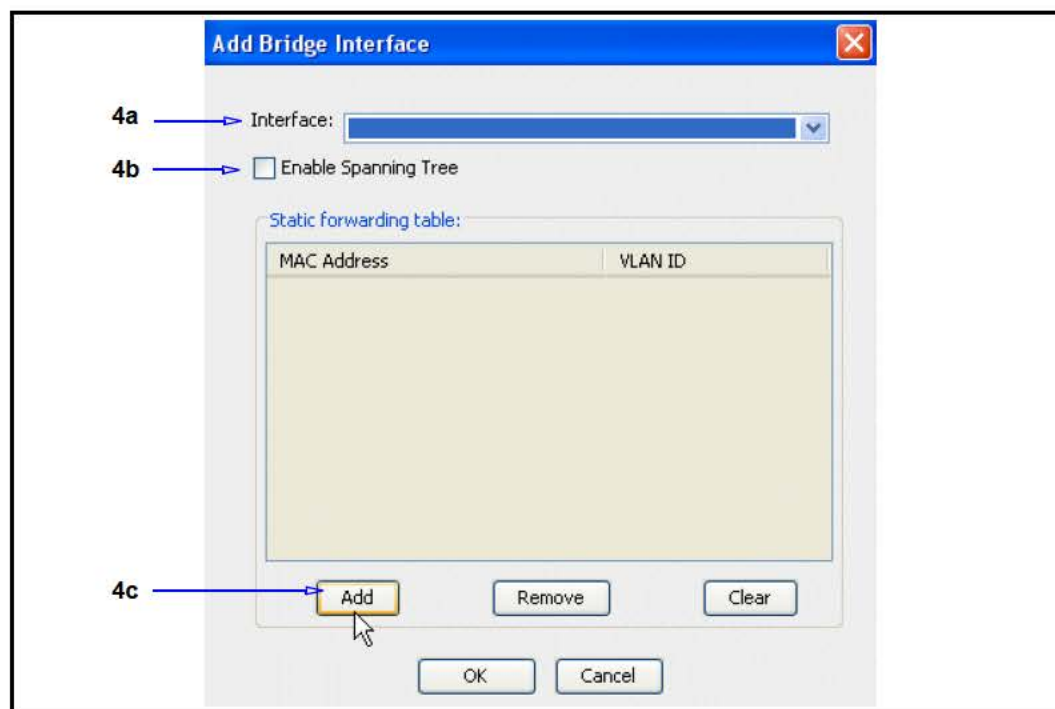 Add Bridge Interface
4a Interface:
4b Enable Spanning Tree
Static forwarding table:
MAC Address VLAN ID
4c Add Remove Clear
OK Cancel